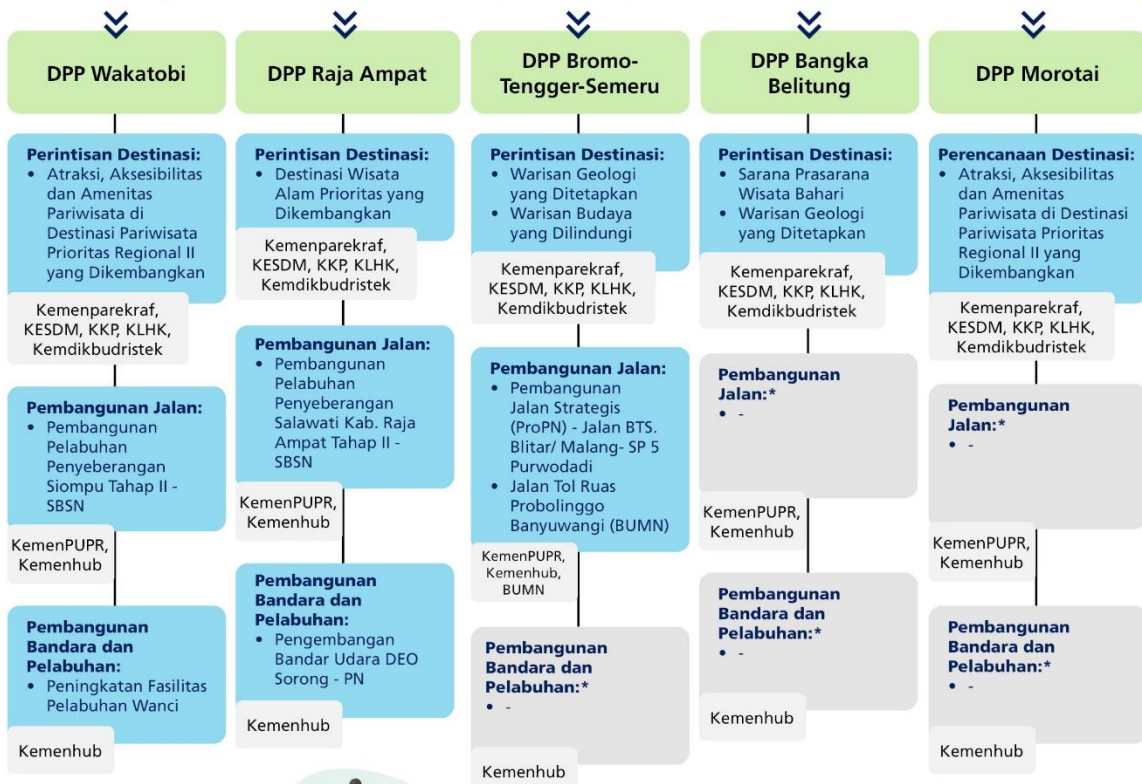 DPP Wakatobi
Perintisan Destinasi:
• Atraksi, Aksesibilitas
dan Amenitas
Pariwisata di
Destinasi Pariwisata
Prioritas Regional II
yang Dikembangkan
Kemenparekraf,
KESDM, KKP, KLHK,
Kemdikbudristek
Pembangunan Jalan:
• Pembangunan
Pelabuhan
Penyeberangan
Siompu Tahap II -
SBSN
KemenPUPR,
Kemenhub
Pembangunan
Bandara dan
Pelabuhan:
• Peningkatan Fasilitas
Pelabuhan Wanci
Kemenhub
DPP Raja Ampat
Perintisan Destinasi:
• Destinasi Wisata
Alam Prioritas yang
Dikembangkan
Kemenparekraf,
KESDM, KKP, KLHK,
Kemdikbudristek
Pembangunan Jalan:
• Pembangunan
Pelabuhan
Penyeberangan
Salawati Kab. Raja
Ampat Tahap II -
SBSN
KemenPUPR,
Kemenhub
Pembangunan
Bandara dan
Pelabuhan:
• Pengembangan
Bandar Udara DEO
Sorong - PN
Kemenhub
DPP Bromo-
Tengger-Semeru
Perintisan Destinasi:
• Warisan Geologi
yang Ditetapkan
• Warisan Budaya
yang Dilindungi
Kemenparekraf,
KESDM, KKP, KLHK,
Kemdikbudristek
Pembangunan Jalan:
• Pembangunan
Jalan Strategis
(ProPN) - Jalan BTS.
Blitar/ Malang- SP 5
Purwodadi
• Jalan Tol Ruas
Probolinggo
Banyuwangi (BUMN)
KemenPUPR,
Kemenhub,
BUMN
Pembangunan
Bandara dan
Pelabuhan:*
• -
Kemenhub
DPP Bangka
Belitung
Perintisan Destinasi:
• Sarana Prasarana
Wisata Bahari
• Warisan Geologi
yang Ditetapkan
Kemenparekraf,
KESDM, KKP, KLHK,
Kemdikbudristek
Pembangunan
Jalan:*
• -
KemenPUPR,
Kemenhub
Pembangunan
Bandara dan
Pelabuhan:*
• -
Kemenhub
DPP Morotai
Perencanaan Destinasi:
• Atraksi, Aksesibilitas
dan Amenitas
Pariwisata di Destinasi
Pariwisata Prioritas
Regional II yang
Dikembangkan
Kemenparekraf,
KESDM, KKP, KLHK,
Kemdikbudristek
Pembangunan
Jalan:*
• -
KemenPUPR,
Kemenhub
Pembangunan
Bandara dan
Pelabuhan:*
• -
Kemenhub